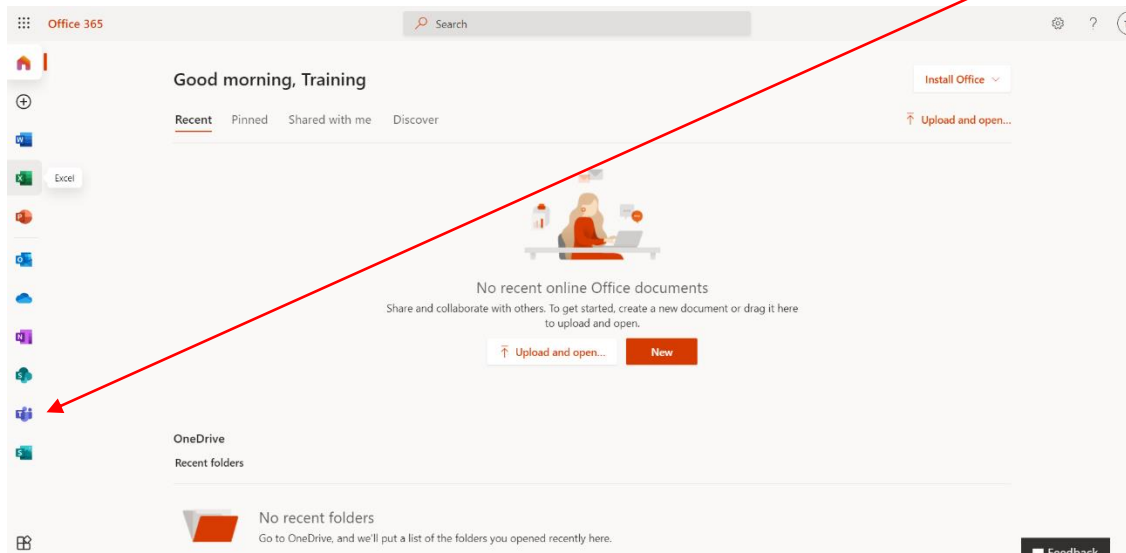 Office 365
Search
?
Good morning, Training
Install Office
Recent Pinned Shared with me Discover
Upload and open...
Excel
No recent online Office documents
Share and collaborate with others. To get started, create a new document or drag it here
to upload and open.
Upload and open... New
OneDrive
Recent folders
No recent folders
Go to OneDrive, and we'll put a list of the folders you opened recently here.
Feedback